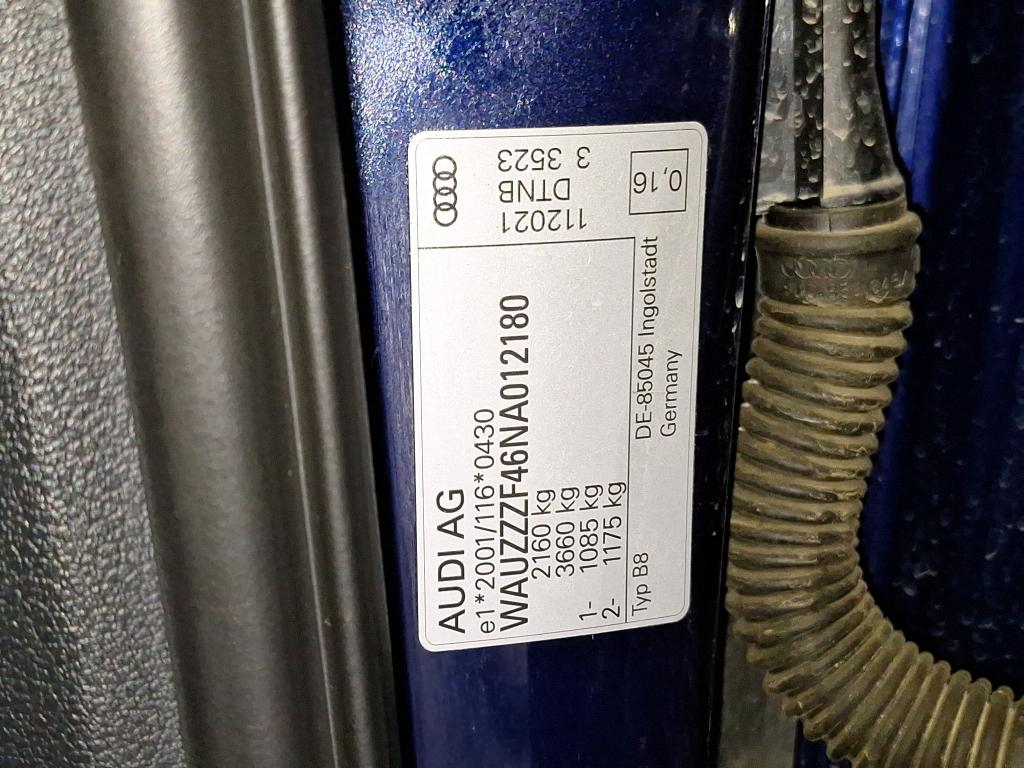 AUDI AG
e1*2001/116*0430
WAUZZZF46NA012180
2160 kg
3660 kg
1- 1085 kg
2- 1175 kg
Typ B8
DE-85045 Ingolstadt
Germany
112021
DTNB
3 3523
0,16